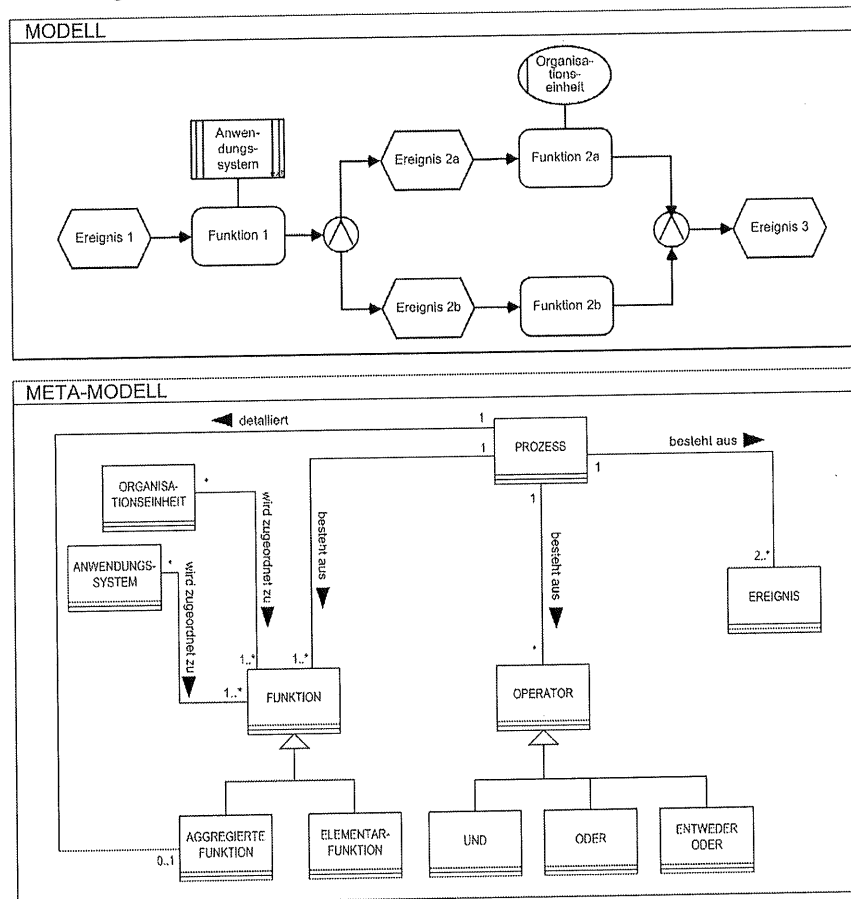 MODELL
Organisa-
tions-
einheit
Anwen-
dungs-
system
Ereignis 2a
Funktion 2a
Ereignis 1
Funktion 1
Ereignis 3
Ereignis 2b
Funktion 2b
META-MODELL
detalliert
1
1
PROZESS
1
besteht aus
1
ORGANISA-
TIONSEINHEIT
*
wird zugeordnet zu
besteht aus
besteht aus
ANWENDUNGS-
SYSTEM
*
wird zugeordnet zu
2..*
EREIGNIS
1..*
1..*
*
1..*
FUNKTION
OPERATOR
AGGREGIERTE
FUNKTION
0..1
ELEMENTAR-
FUNKTION
UND
ODER
ENTWEDER
ODER